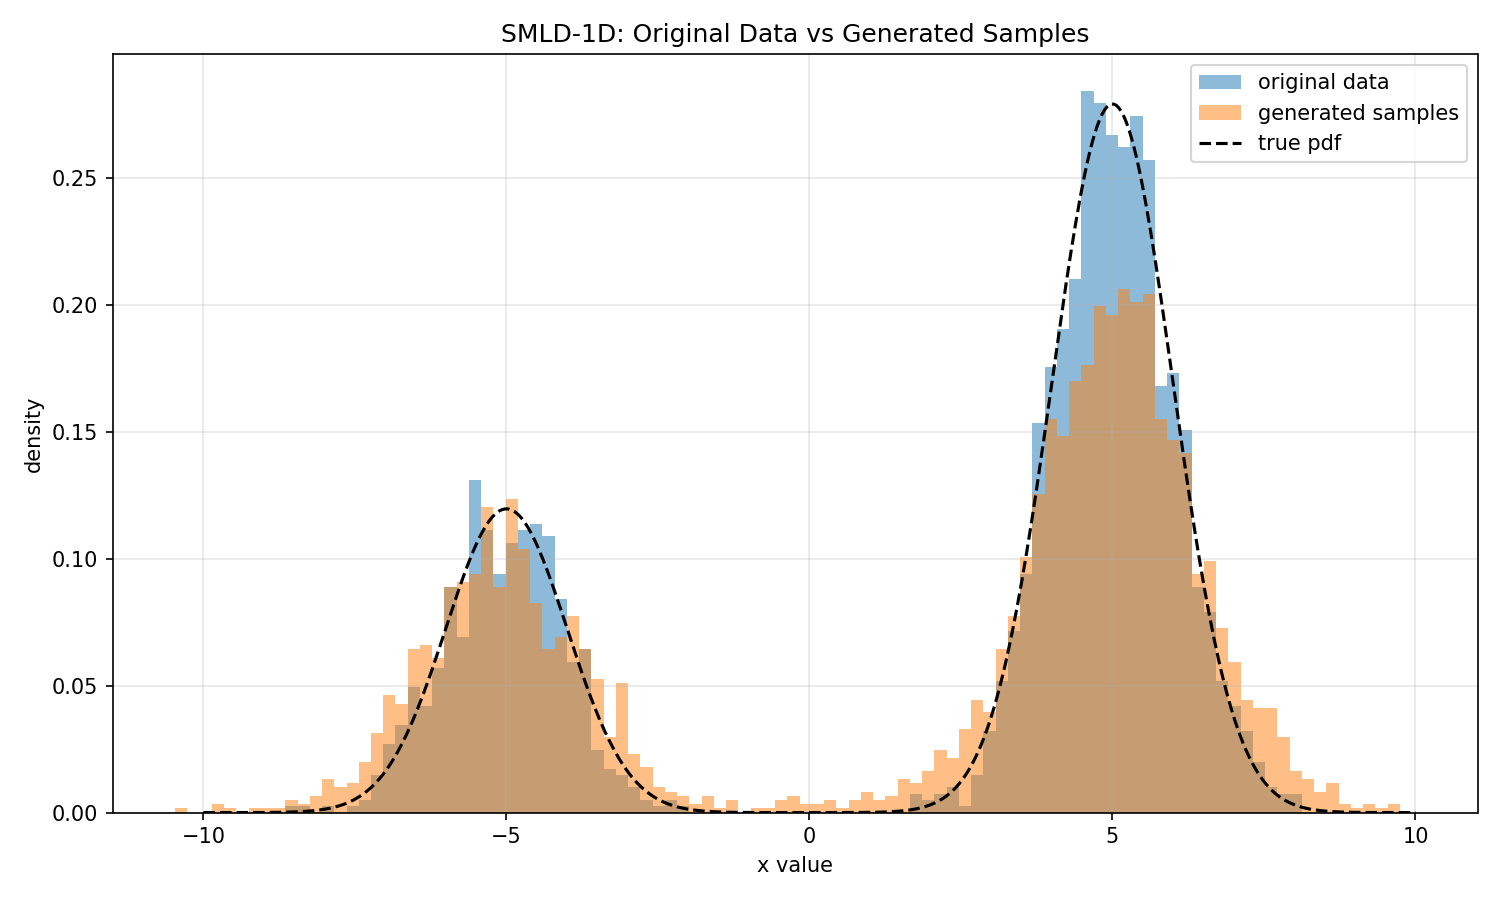 SMLD-1D: Original Data vs Generated Samples
original data
generated samples
true pdf
density
0.25
0.20
0.15
0.10
0.05
0.00
−10
−5
0
5
10
x value